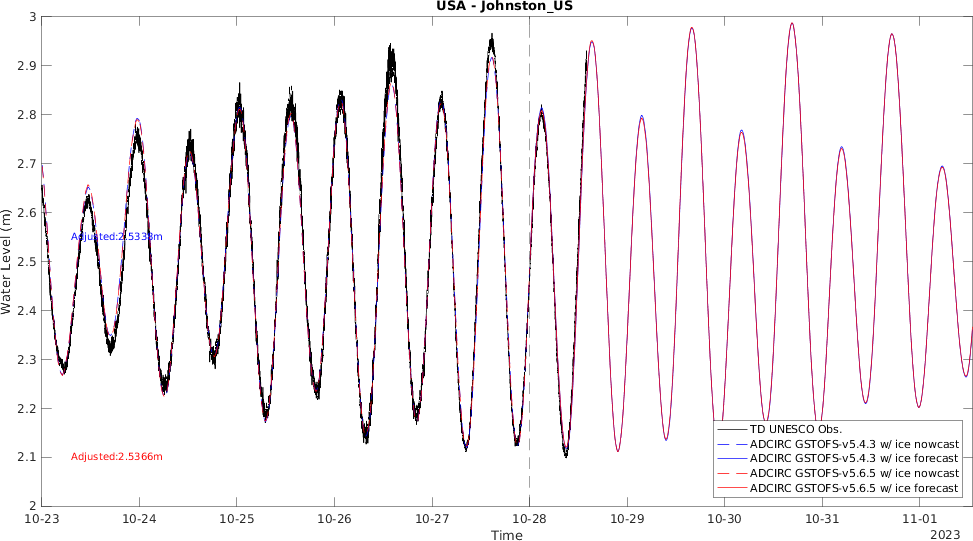 USA - Johnston_US
3
2.9
2.8
2.7
2.6
2.5
2.4
2.3
2.2
2.1
2
Water Level (m)
Adjusted:2.5338m
Adjusted:2.5366m
TD UNESCO Obs.
ADCIRC GSTOFS-v5.4.3 w/ ice nowcast
ADCIRC GSTOFS-v5.4.3 w/ ice forecast
ADCIRC GSTOFS-v5.6.5 w/ ice nowcast
ADCIRC GSTOFS-v5.6.5 w/ ice forecast
10-23 10-24 10-25 10-26 10-27 10-28 10-29 10-30 10-31 11-01
Time
2023